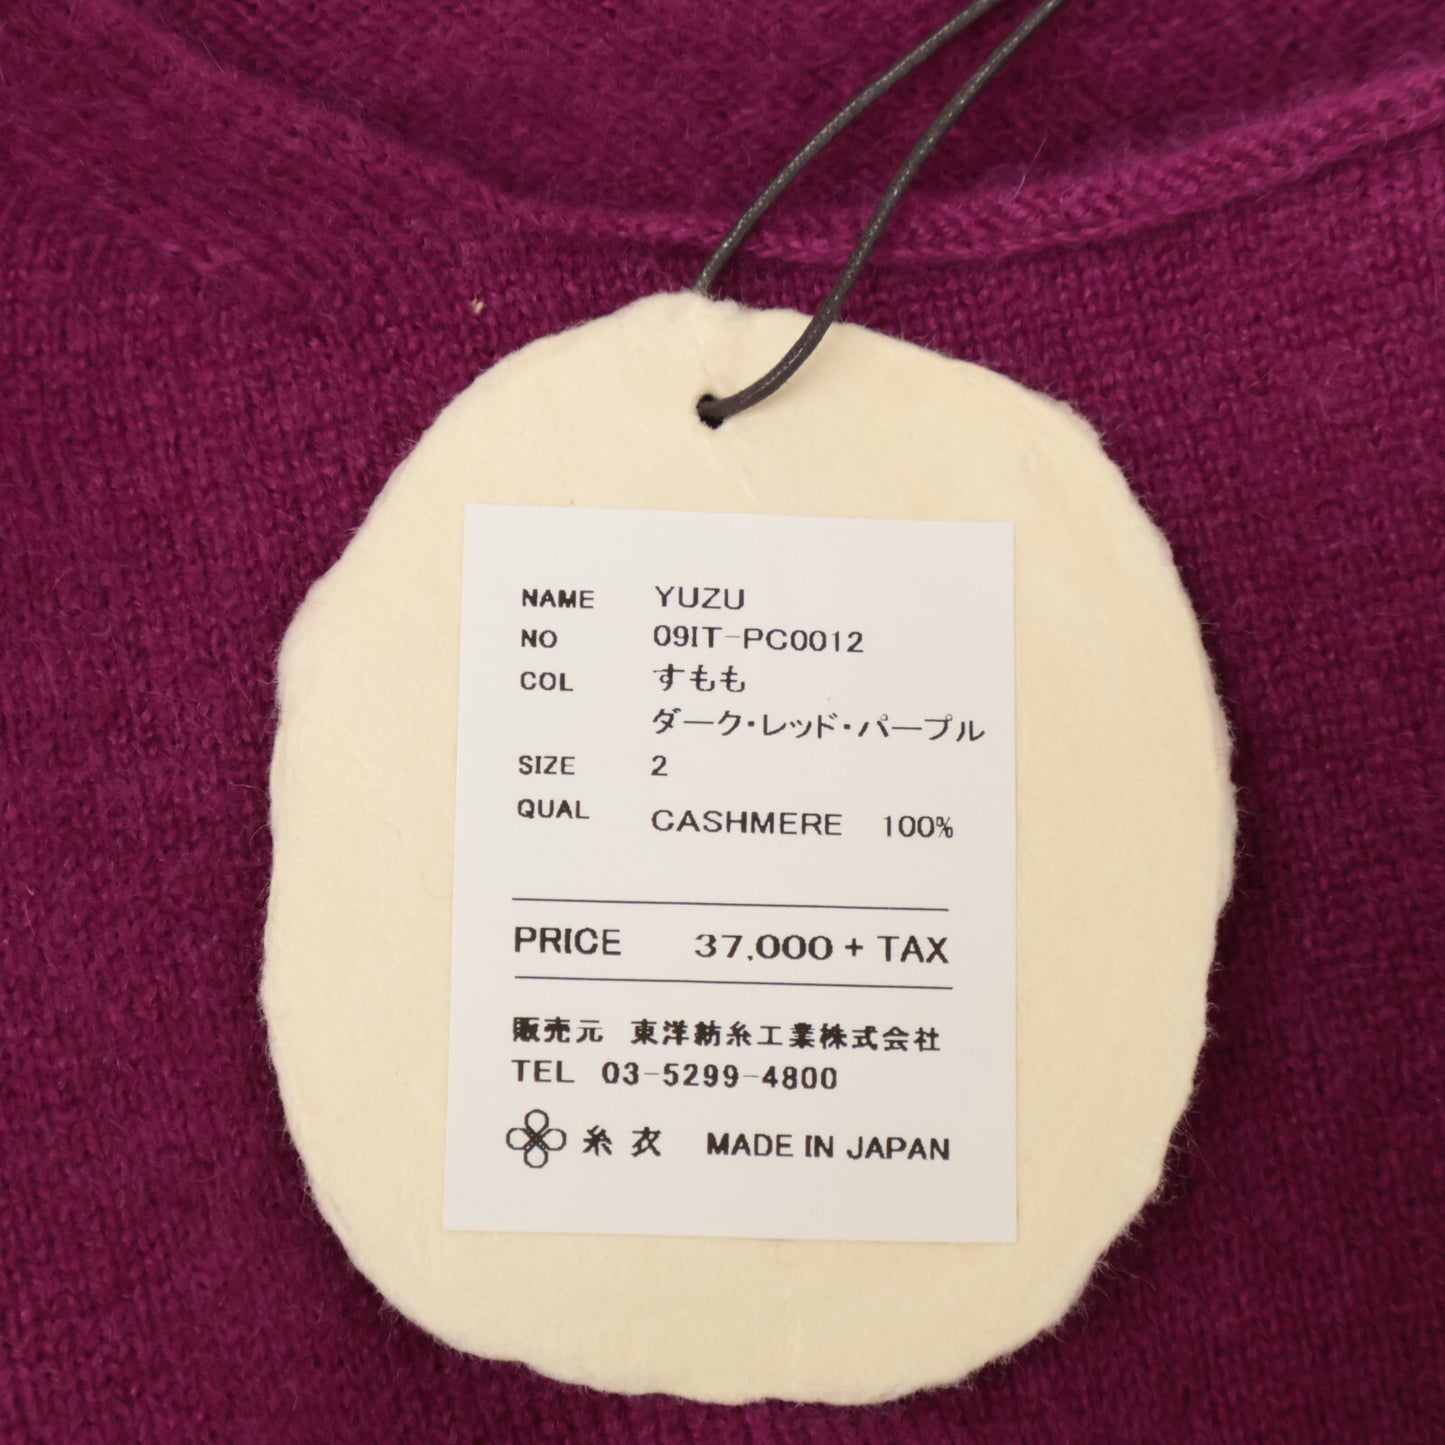 NAME YUZU
NO 09IT-PC0012
COL すもも
ダーク・レッド・パープル
SIZE 2
QUAL CASHMERE 100%
PRICE 37,000 + TAX
販売元 東洋紡糸工業株式会社
TEL 03-5299-4800
糸衣 MADE IN JAPAN